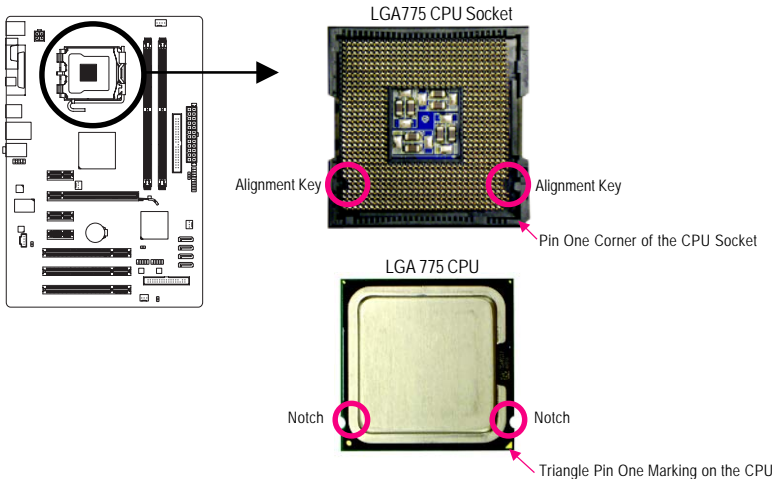 LGA775 CPU Socket
Alignment Key
Alignment Key
Pin One Corner of the CPU Socket
LGA 775 CPU
Notch
Notch
Triangle Pin One Marking on the CPU